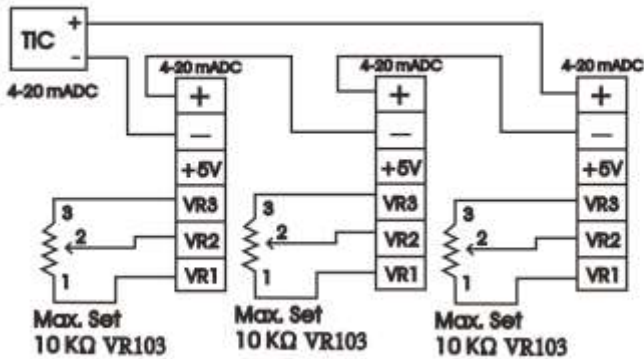 TIC
+
-
4-20 mADC
4-20 mADC
+
−
+5V
VR3
VR2
VR1
3
2
1
Max. Set
10 KΩ VR103
4-20 mADC
+
−
+5V
VR3
VR2
VR1
3
2
1
Max. Set
10 KΩ VR103
4-20 mADC
+
−
+5V
VR3
VR2
VR1
3
2
1
Max. Set
10 KΩ VR103